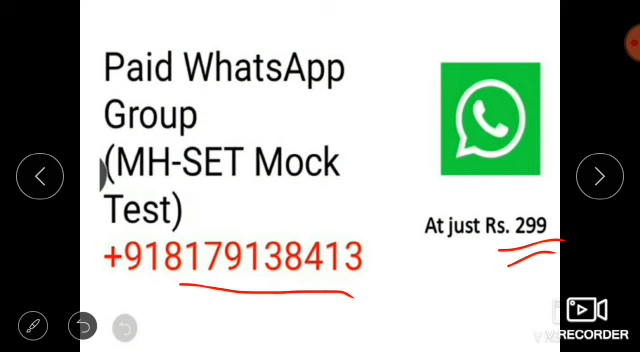 Paid WhatsApp
Group
(MH-SET Mock
Test)
+918179138413
At just Rs. 299
V RECORDER